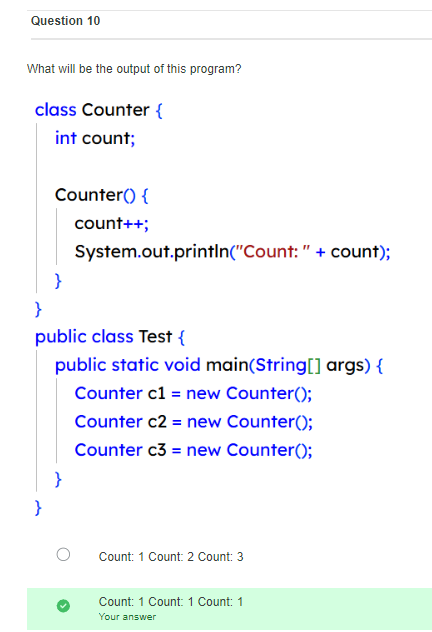 Question 10
What will be the output of this program?
class Counter {
int count;
Counter() {
count++;
System.out.println("Count: " + count);
}
}
public class Test {
public static void main(String[] args) {
Counter c1 = new Counter();
Counter c2 = new Counter();
Counter c3 = new Counter();
}
}
Count: 1 Count: 2 Count: 3
Count: 1 Count: 1 Count: 1
Your answer